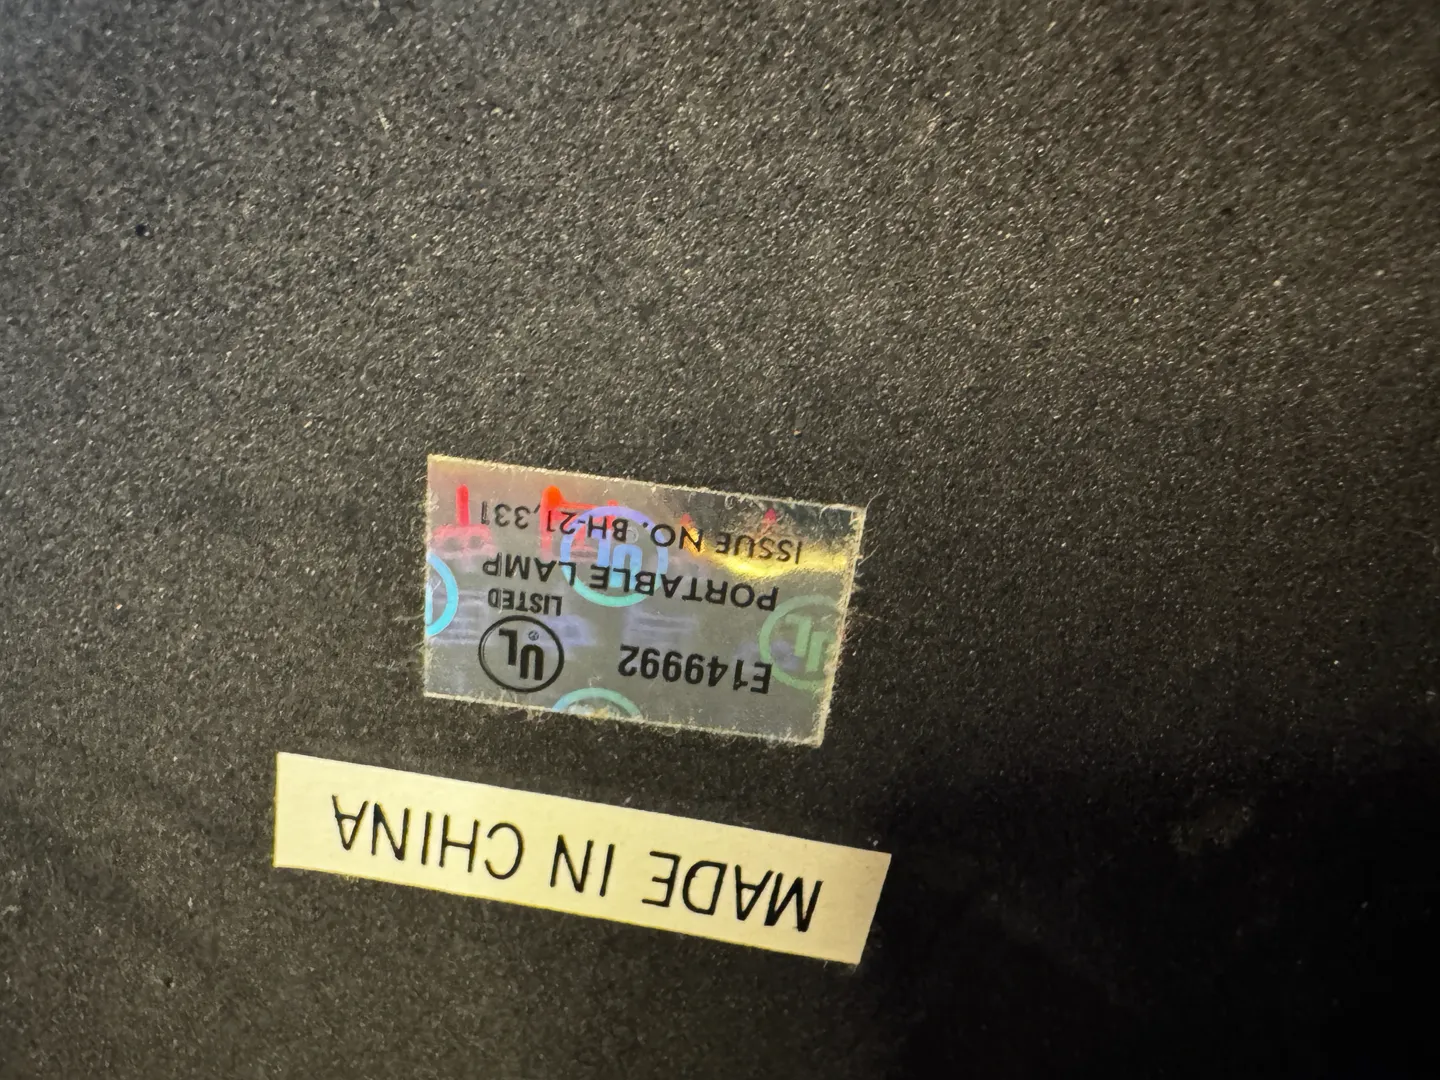 E149992
UL
®
LISTED
PORTABLE LAMP
ISSUE NO. BH-21,331
MADE IN CHINA